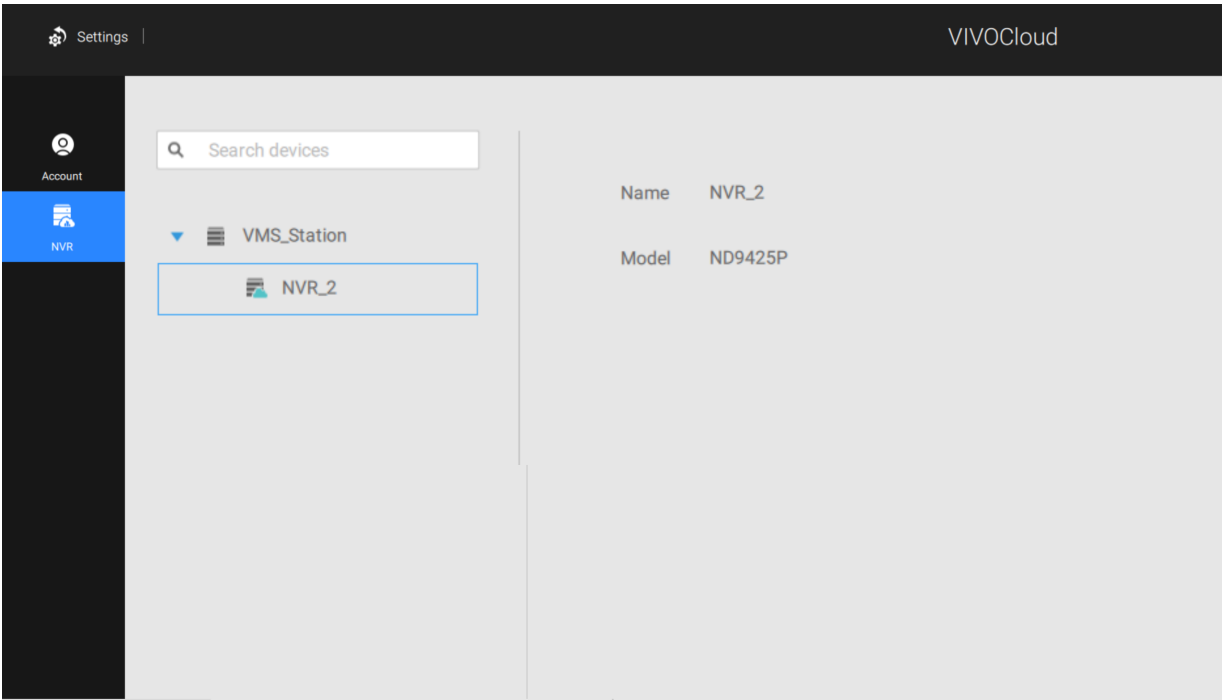 Settings
VIVOCloud
Account
NVR
Search devices
VMS_Station
NVR_2
Name NVR_2
Model ND9425P